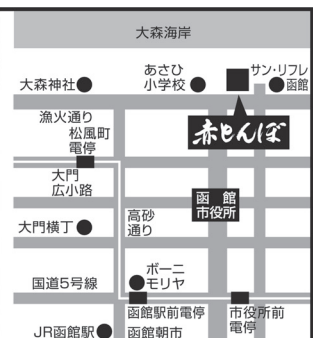 大森海岸
大森神社
あさひ
小学校
サン・リフレ
函館
漁火通り
松風町
電停
赤とんぼ
大門
広小路
函館
市役所
大門横丁
高砂
通り
国道5号線
ボーニ
モリヤ
函館駅前電停
市役所前
電停
JR函館駅
函館朝市